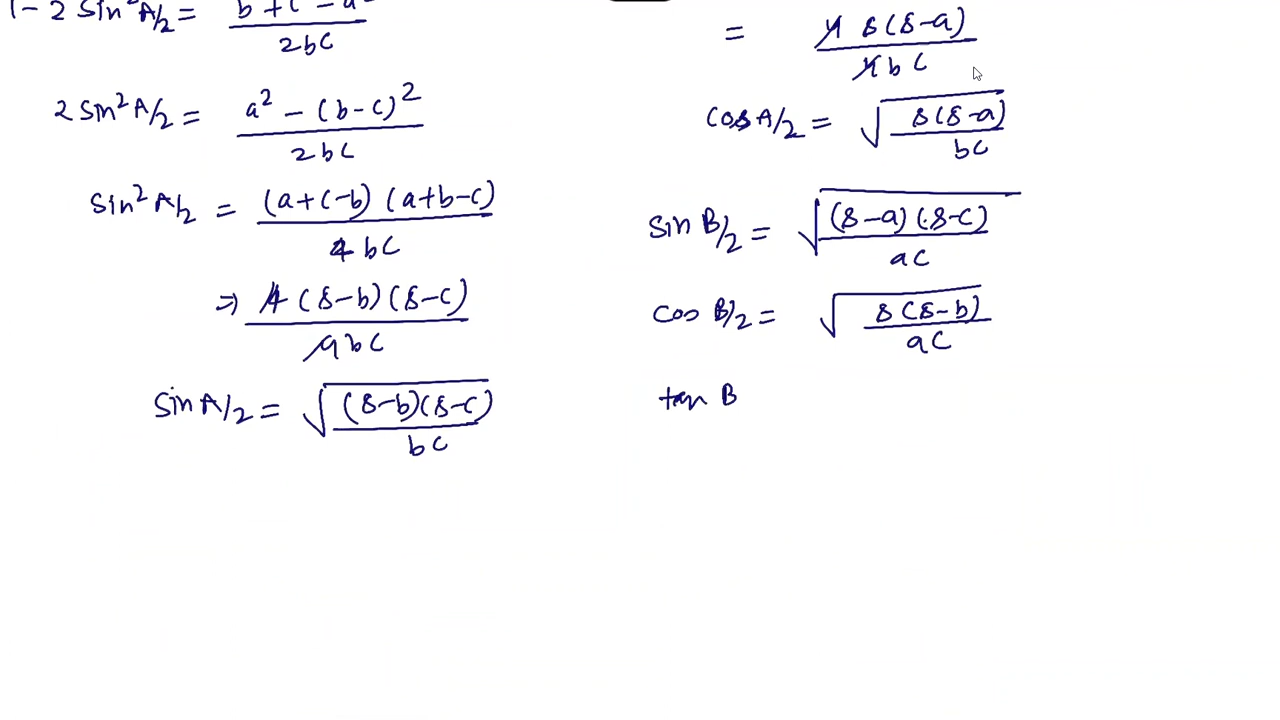 1 - 2 Sin²A/2 = b² + c² - a² / 2bc
2 Sin²A/2 = a² - (b-c)² / 2bc
Sin²A/2 = (a+c-b) (a+b-c) / 4bc
⇒ 4 (s-b)(s-c) / 4bc
Sin A/2 = √((s-b)(s-c) / bc)
= 4 s(s-a) / 4bc
cos A/2 = √(s(s-a) / bc)
sin B/2 = √((s-a)(s-c) / ac)
cos B/2 = √(s(s-b) / ac)
tan B